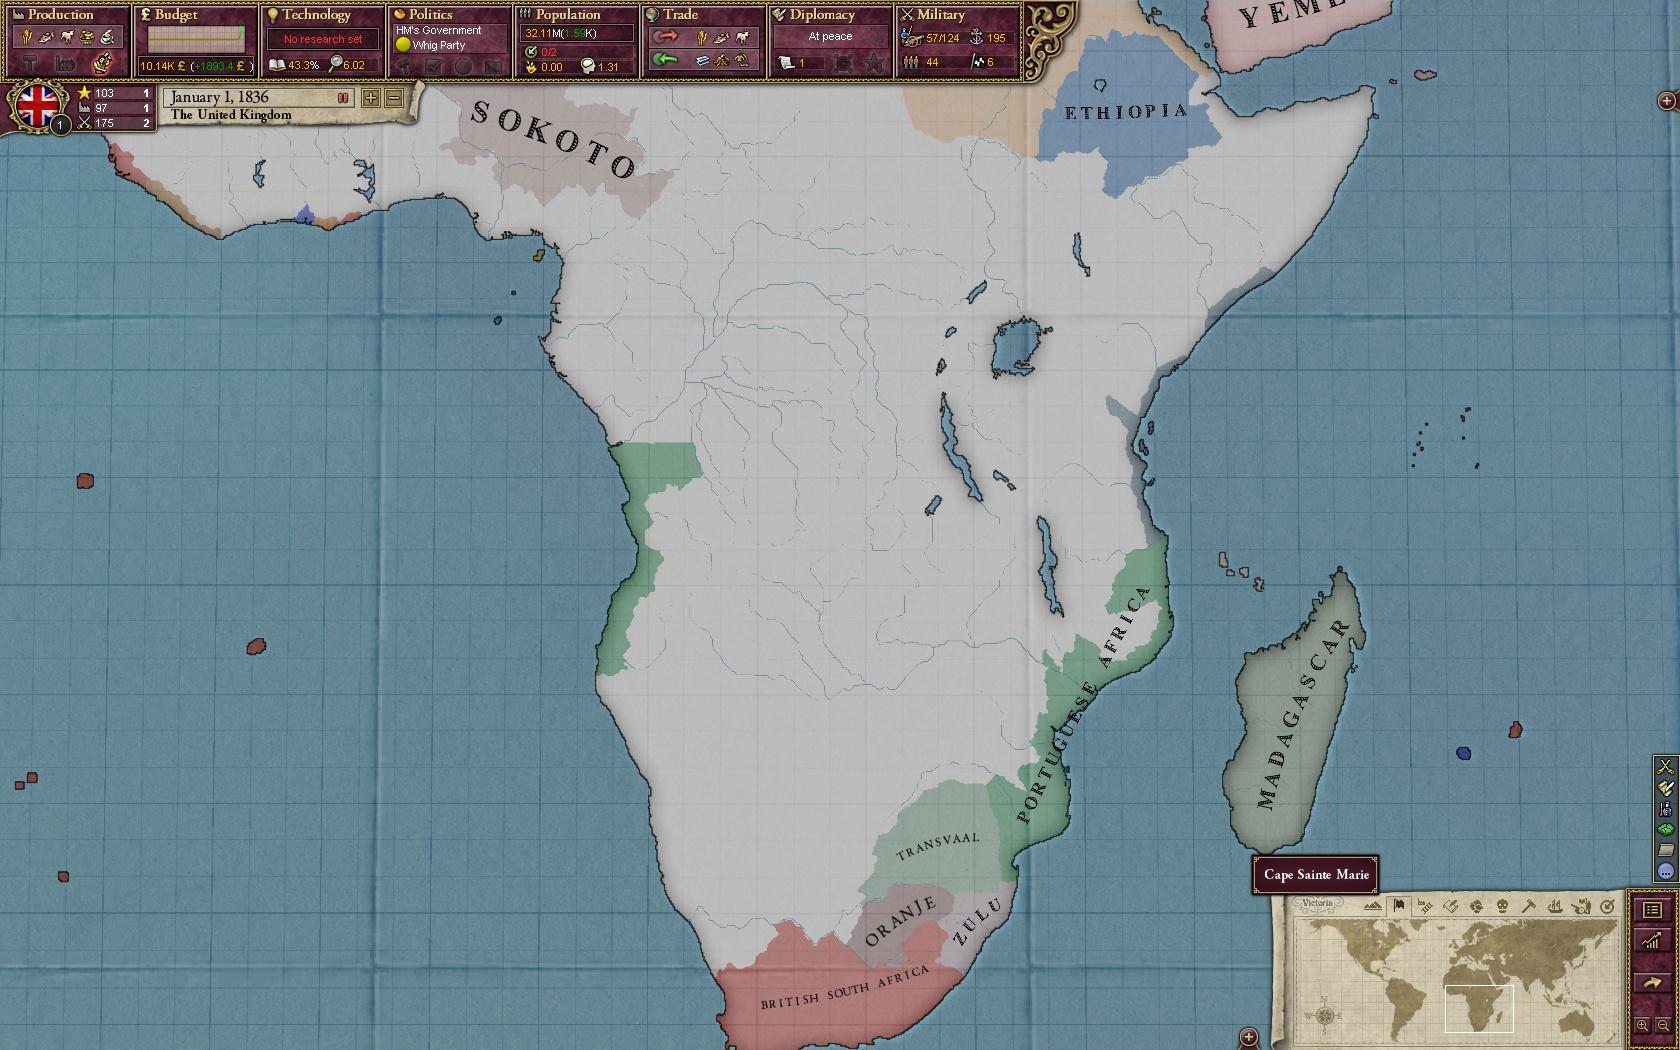 Production
Budget
Technology
Politics
Population
Trade
Diplomacy
Military
10.14K £ (+1893.4 £ )
No research set
43.3%
6.02
HM's Government
Whig Party
32.11M(1.59K)
0/2
0.00
1.31
At peace
1
57/124
195
44
6
103 1
97 1
175 2
1
January 1, 1836
The United Kingdom
YEME
SOKOTO
ETHIOPIA
PORTUGUESE AFRICA
MADAGASCAR
TRANSVAAL
ORANJE
ZULU
BRITISH SOUTH AFRICA
Cape Sainte Marie
Victoria
N
W E
S